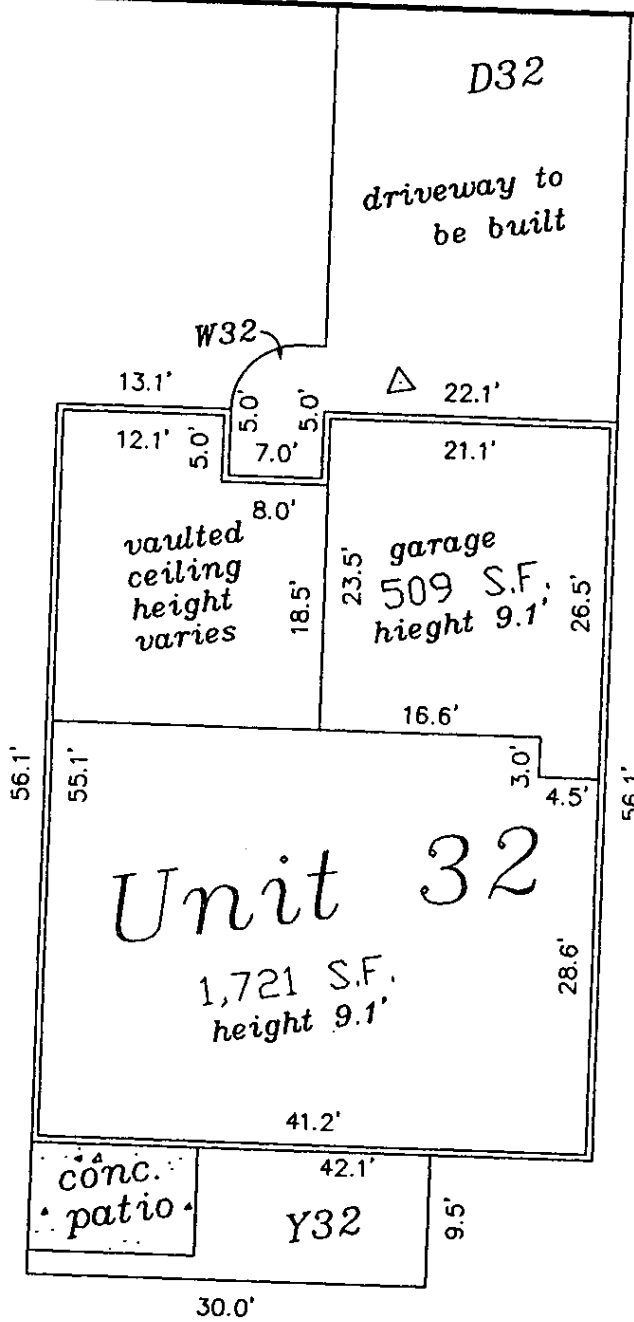 D32
driveway to
be built
W32
13.1'
22.1'
5.0'
5.0'
5.0'
12.1'
7.0'
21.1'
8.0'
vaulted
ceiling
height
varies
18.5'
23.5'
garage
509 S.F.
hieght 9.1'
26.5'
16.6'
3.0'
4.5'
56.1'
55.1'
56.1'
Unit 32
1,721 S.F.
height 9.1'
28.6'
41.2'
42.1'
conc.
patio
Y32
9.5'
30.0'